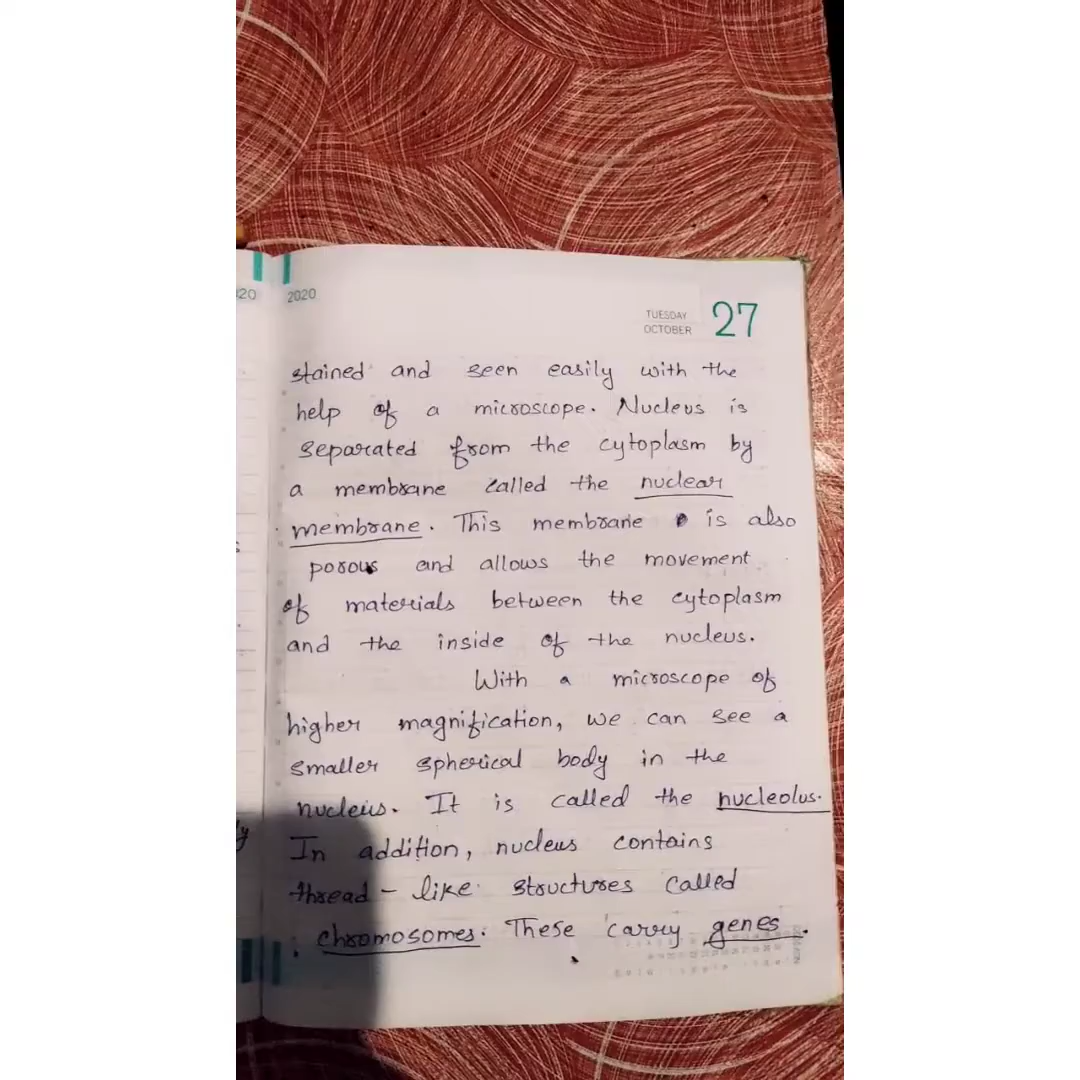 20
2020
TUESDAY
OCTOBER
27
stained and seen easily with the
help of a microscope. Nucleus is
separated from the cytoplasm by
a membrane called the nuclear
membrane. This membrane is also
porous and allows the movement
of materials between the cytoplasm
and the inside of the nucleus.
With a microscope of
higher magnification, we can see a
smaller spherical body in the
nucleus. It is called the nucleolus.
In addition, nucleus contains
thread-like structures called
chromosomes. These carry genes.